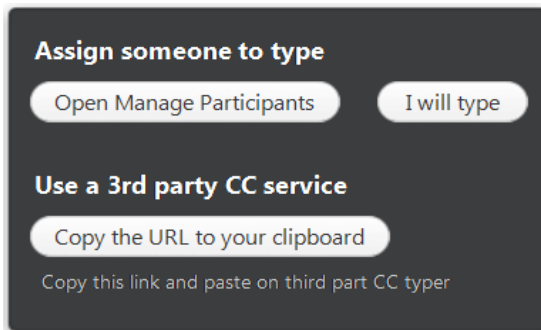 Assign someone to type
Open Manage Participants I will type
Use a 3rd party CC service
Copy the URL to your clipboard
Copy this link and paste on third part CC typer